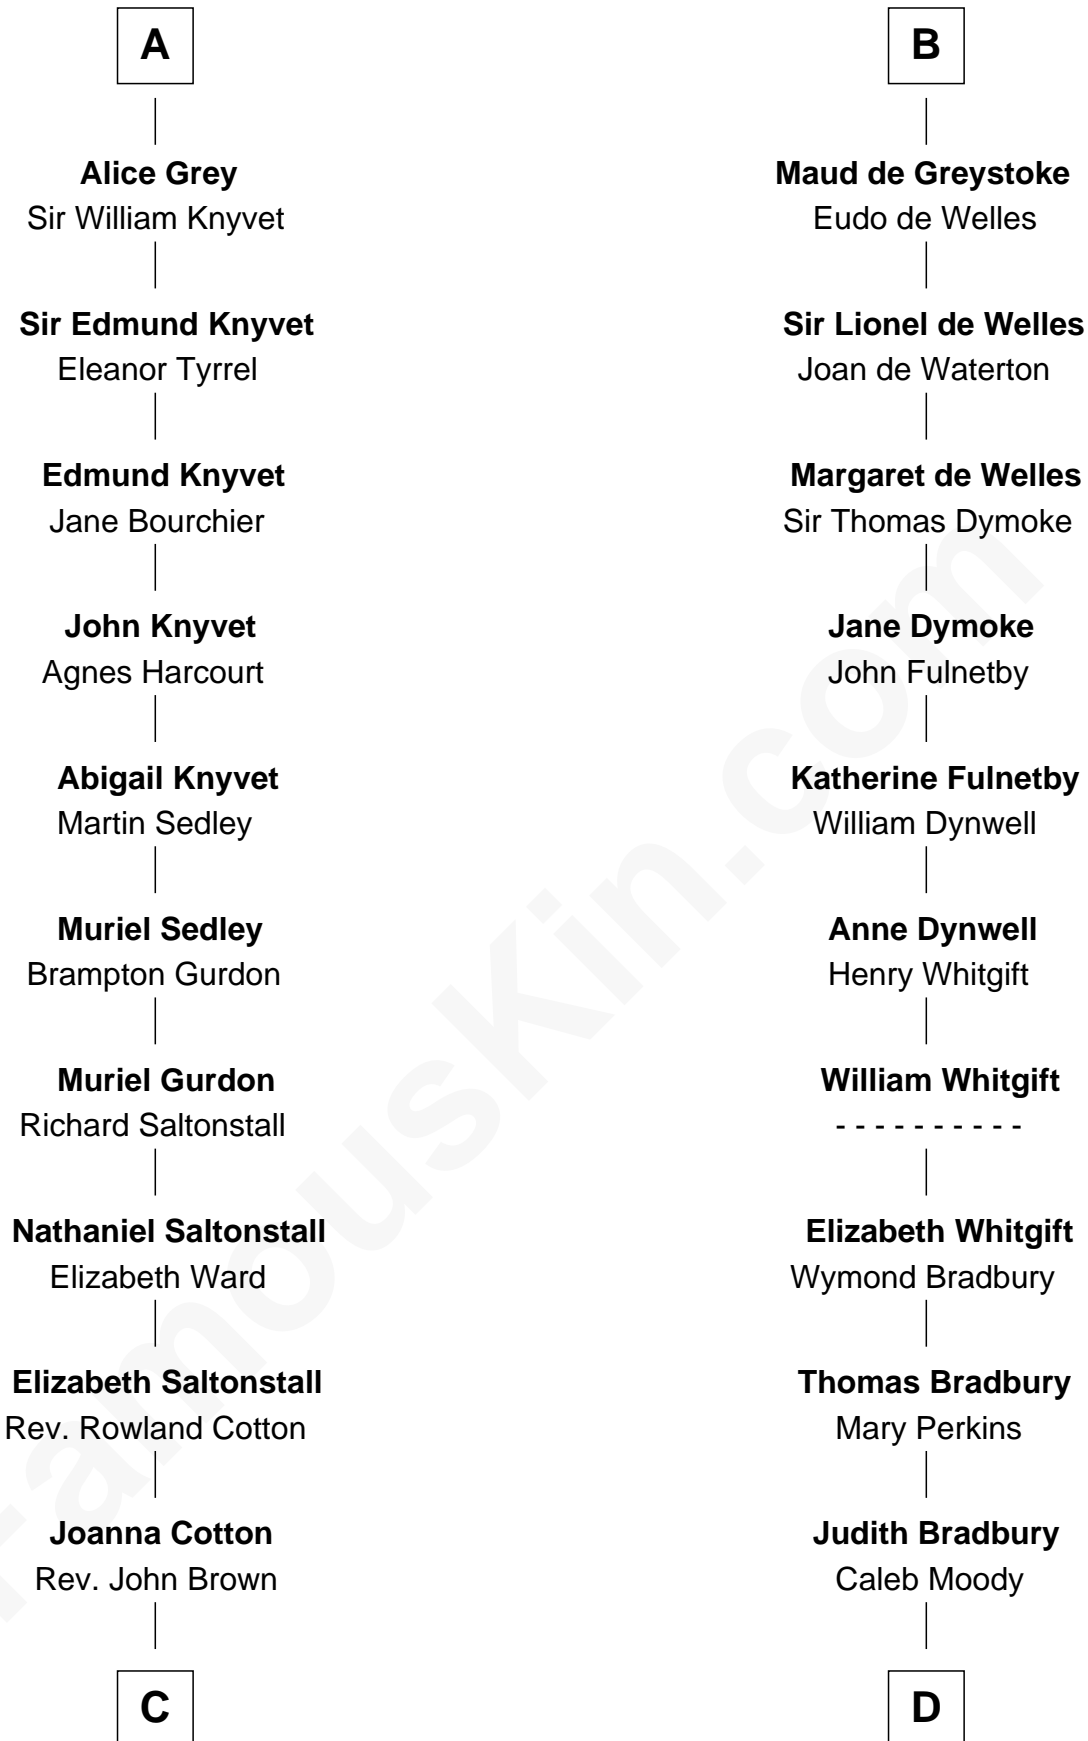 A
Alice Grey
Sir William Knyvet
Sir Edmund Knyvet
Eleanor Tyrrel
Edmund Knyvet
Jane Bourchier
John Knyvet
Agnes Harcourt
Abigail Knyvet
Martin Sedley
Muriel Sedley
Brampton Gurdon
Muriel Gurdon
Richard Saltonstall
Nathaniel Saltonstall
Elizabeth Ward
Elizabeth Saltonstall
Rev. Rowland Cotton
Joanna Cotton
Rev. John Brown
C
B
Maud de Greystoke
Eudo de Welles
Sir Lionel de Welles
Joan de Waterton
Margaret de Welles
Sir Thomas Dymoke
Jane Dymoke
John Fulnetby
Katherine Fulnetby
William Dynwell
Anne Dynwell
Henry Whitgift
William Whitgift
- - - - - - - - - -
Elizabeth Whitgift
Wymond Bradbury
Thomas Bradbury
Mary Perkins
Judith Bradbury
Caleb Moody
D
FamousKin.com